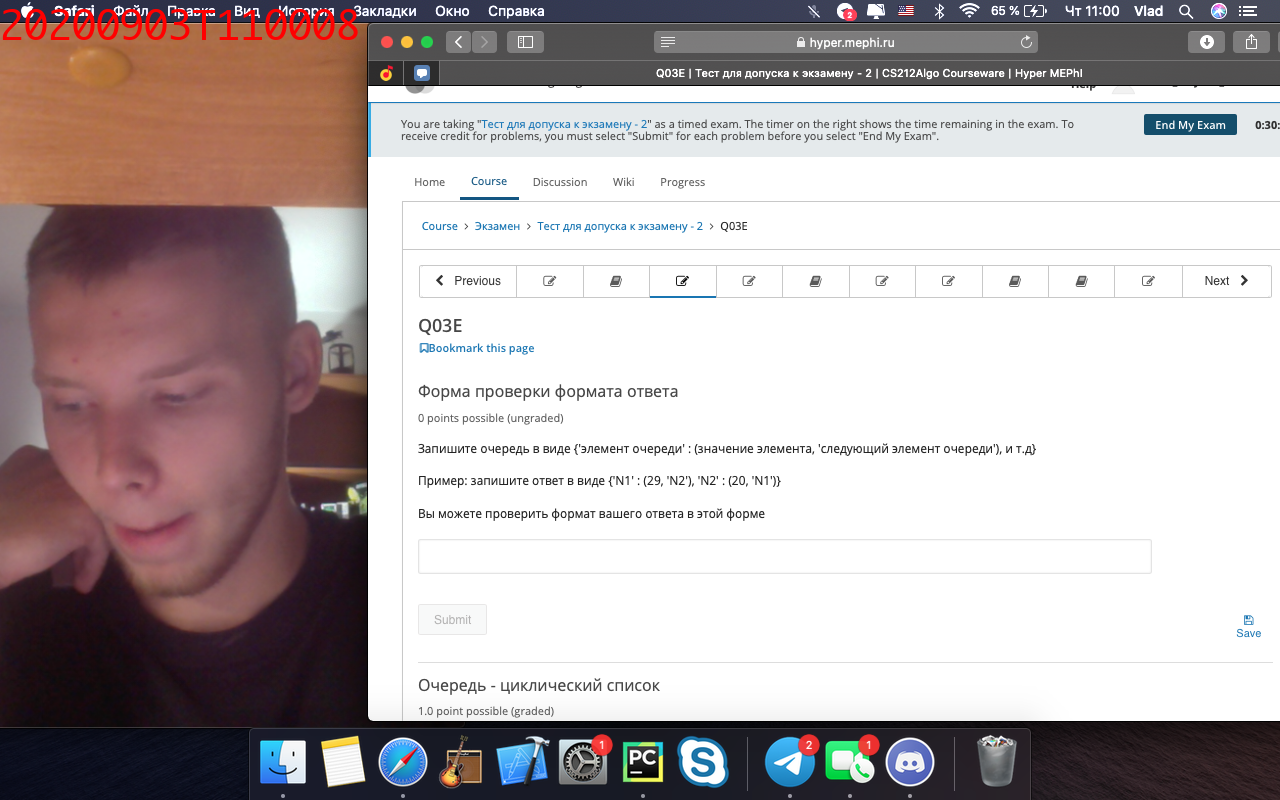 20200903T110008
Safari Файл Правка Вид История Закладки Окно Справка
2
65 % Чт 11:00 Vlad
hyper.mephi.ru
Q03E | Тест для допуска к экзамену - 2 | CS212Algo Courseware | Hyper MEPhI
Help
You are taking "Тест для допуска к экзамену - 2" as a timed exam. The timer on the right shows the time remaining in the exam. To
receive credit for problems, you must select "Submit" for each problem before you select "End My Exam".
End My Exam
0:30:
Home Course Discussion Wiki Progress
Course > Экзамен > Тест для допуска к экзамену - 2 > Q03E
Previous
Next
Q03E
Bookmark this page
Форма проверки формата ответа
0 points possible (ungraded)
Запишите очередь в виде {'элемент очереди' : (значение элемента, 'следующий элемент очереди'), и т.д}
Пример: запишите ответ в виде {'N1' : (29, 'N2'), 'N2' : (20, 'N1')}
Вы можете проверить формат вашего ответа в этой форме
Submit
Save
Очередь - циклический список
1.0 point possible (graded)
1
PC
2
1